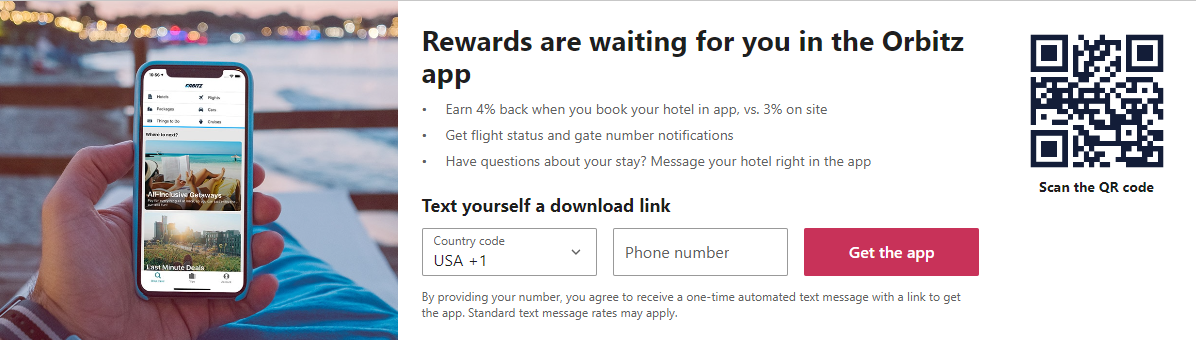 Rewards are waiting for you in the Orbitz
app
• Earn 4% back when you book your hotel in app, vs. 3% on site
• Get flight status and gate number notifications
• Have questions about your stay? Message your hotel right in the app
Text yourself a download link
Country code
USA +1
Phone number
Get the app
By providing your number, you agree to receive a one-time automated text message with a link to get
the app. Standard text message rates may apply.
Scan the QR code
10:56
ORBITZ
Hotels
Flights
Packages
Cars
Things to Do
Cruises
Where to next?
All-Inclusive Getaways
Last Minute Deals